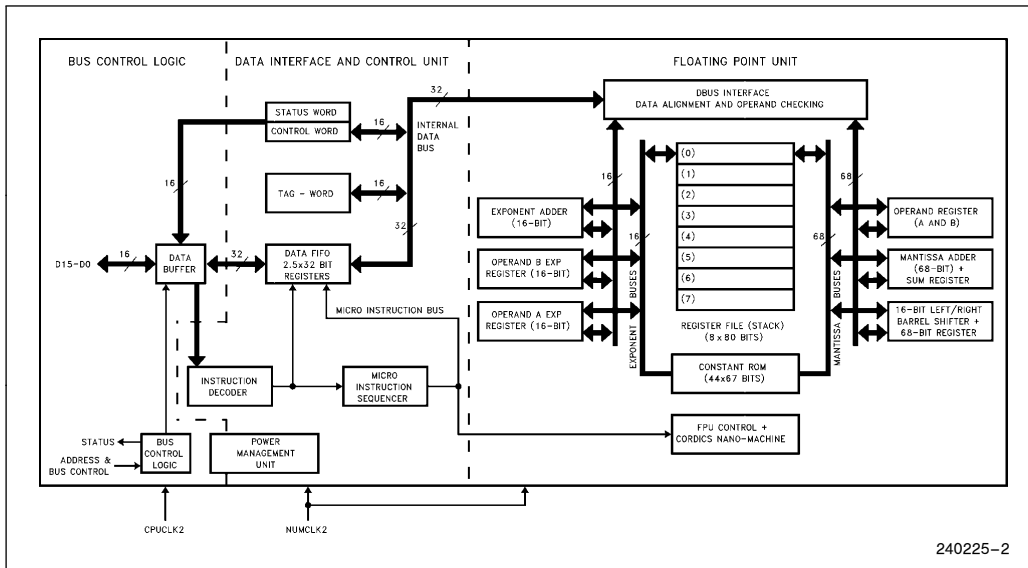 BUS CONTROL LOGIC
DATA INTERFACE AND CONTROL UNIT
FLOATING POINT UNIT
STATUS WORD
CONTROL WORD
16
32
INTERNAL
DATA
BUS
DBUS INTERFACE
DATA ALIGNMENT AND OPERAND CHECKING
16
TAG - WORD
16
32
D15-D0
16
DATA
BUFFER
32
DATA FIFO
2.5x32 BIT
REGISTERS
MICRO INSTRUCTION BUS
INSTRUCTION
DECODER
MICRO
INSTRUCTION
SEQUENCER
STATUS
ADDRESS &
BUS CONTROL
BUS
CONTROL
LOGIC
POWER
MANAGEMENT
UNIT
CPUCLK2
NUMCLK2
16
EXPONENT ADDER
(16-BIT)
OPERAND B EXP
REGISTER (16-BIT)
OPERAND A EXP
REGISTER (16-BIT)
16
EXPONENT BUSES
(0)
(1)
(2)
(3)
(4)
(5)
(6)
(7)
REGISTER FILE (STACK)
(8x80 BITS)
CONSTANT ROM
(44x67 BITS)
FPU CONTROL +
CORDICS NANO-MACHINE
68
68
MANTISSA BUSES
OPERAND REGISTER
(A AND B)
MANTISSA ADDER
(68-BIT) +
SUM REGISTER
16-BIT LEFT/RIGHT
BARREL SHIFTER +
68-BIT REGISTER
240225-2